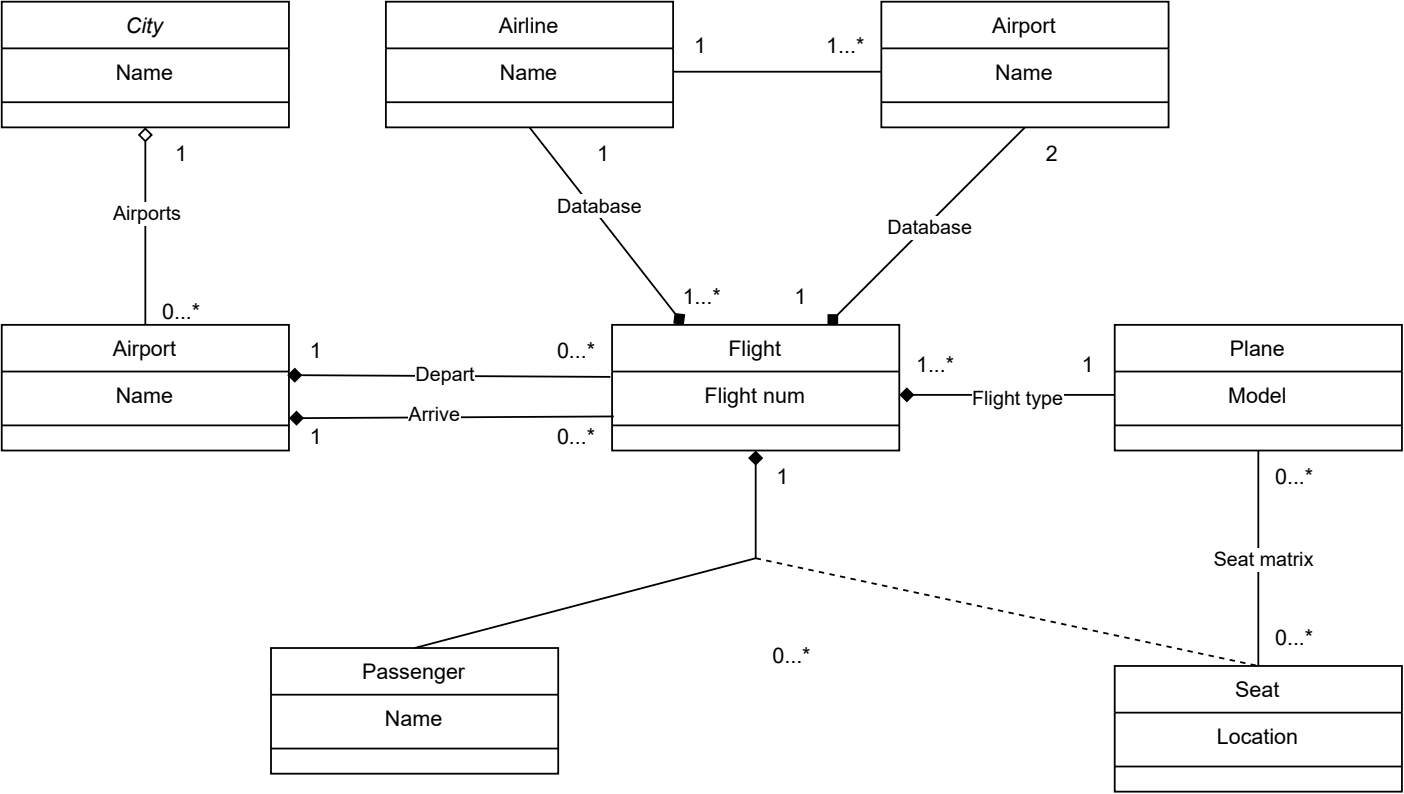 City
Name
Airline
Name
1
1...*
Airport
Name
1
1
2
Airports
Database
Database
0...*
1...*
1
Airport
Name
1
Depart
0...*
Arrive
1
0...*
Flight
Flight num
1...*
Flight type
1
Plane
Model
1
0...*
Seat matrix
0...*
0...*
Passenger
Name
Seat
Location